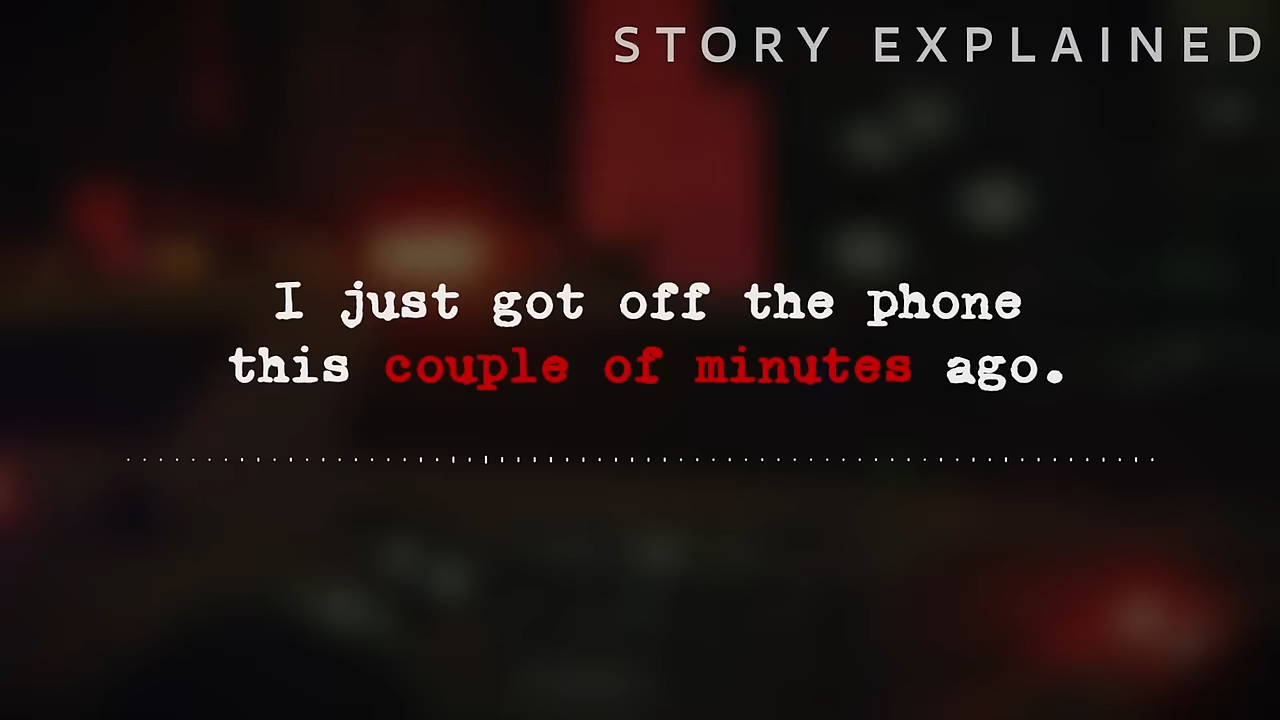 STORY EXPLAINED
I just got off the phone
this couple of minutes ago.